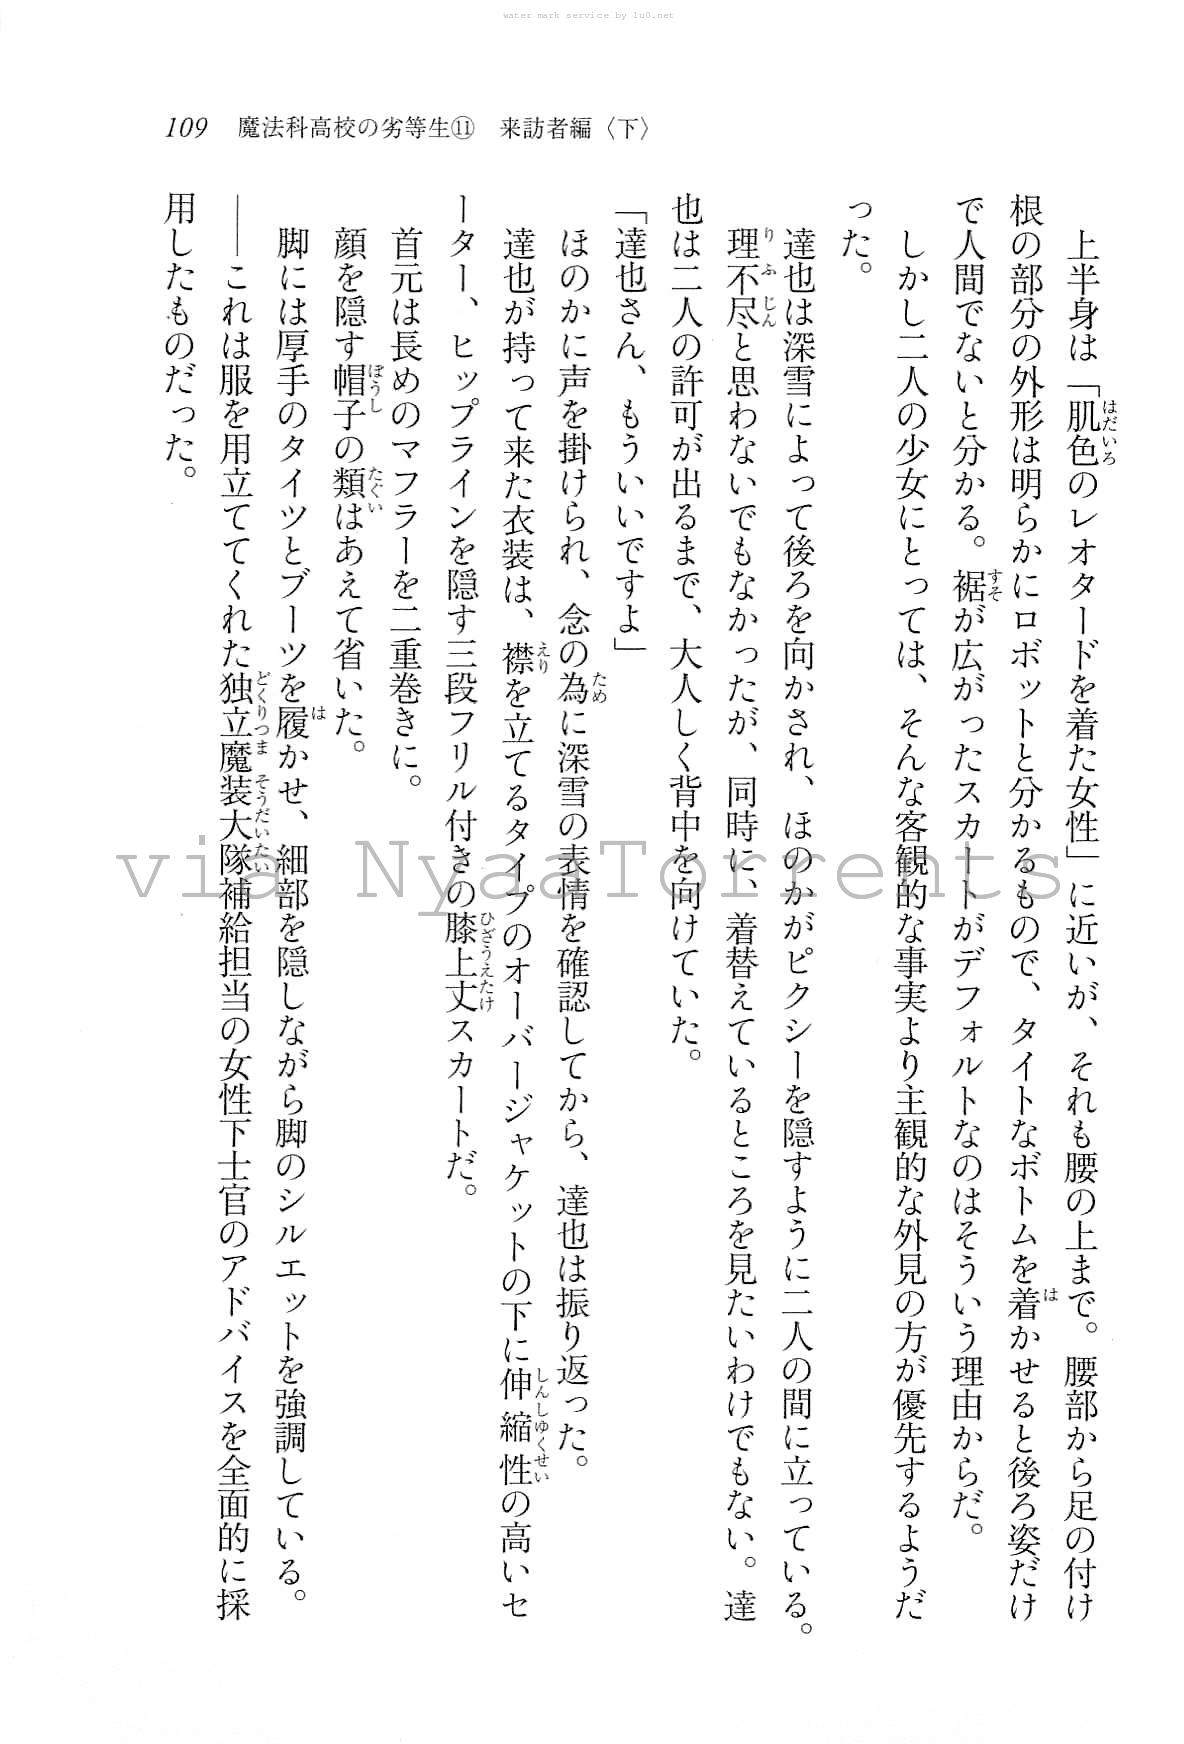 water mark service by 1u0.net
109 魔法科高校の劣等生⑪ 来訪者編〈下〉
上半身は「肌色のレオタードを着た女性」に近いが、それも腰の上まで。腰部から足の付け
根の部分の外形は明らかにロボットと分かるもので、タイトなボトムを着かせると後ろ姿だけ
で人間でないと分かる。裾が広がったスカートがデフォルトなのはそういう理由からだ。
しかし二人の少女にとっては、そんな客観的な事実より主観的な外見の方が優先するようだ
った。
達也は深雪によって後ろを向かされ、ほのかがピクシーを隠すように二人の間に立っている。
理不尽と思わないでもなかったが、同時に、着替えているところを見たいわけでもない。達
也は二人の許可が出るまで、大人しく背中を向けていた。
「達也さん、もういいですよ」
ほのかに声を掛けられ、念の為に深雪の表情を確認してから、達也は振り返った。
達也が持って来た衣装は、襟を立てるタイプのオーバージャケットの下に伸縮性の高いセ
ーター、ヒップラインを隠す三段フリル付きの膝上丈スカートだ。
首元は長めのマフラーを二重巻きに。
顔を隠す帽子の類はあえて省いた。
脚には厚手のタイツとブーツを履かせ、細部を隠しながら脚のシルエットを強調している。
――これは服を用立ててくれた独立魔装大隊補給担当の女性下士官のアドバイスを全面的に採
用したものだった。
via NyaaTorrents